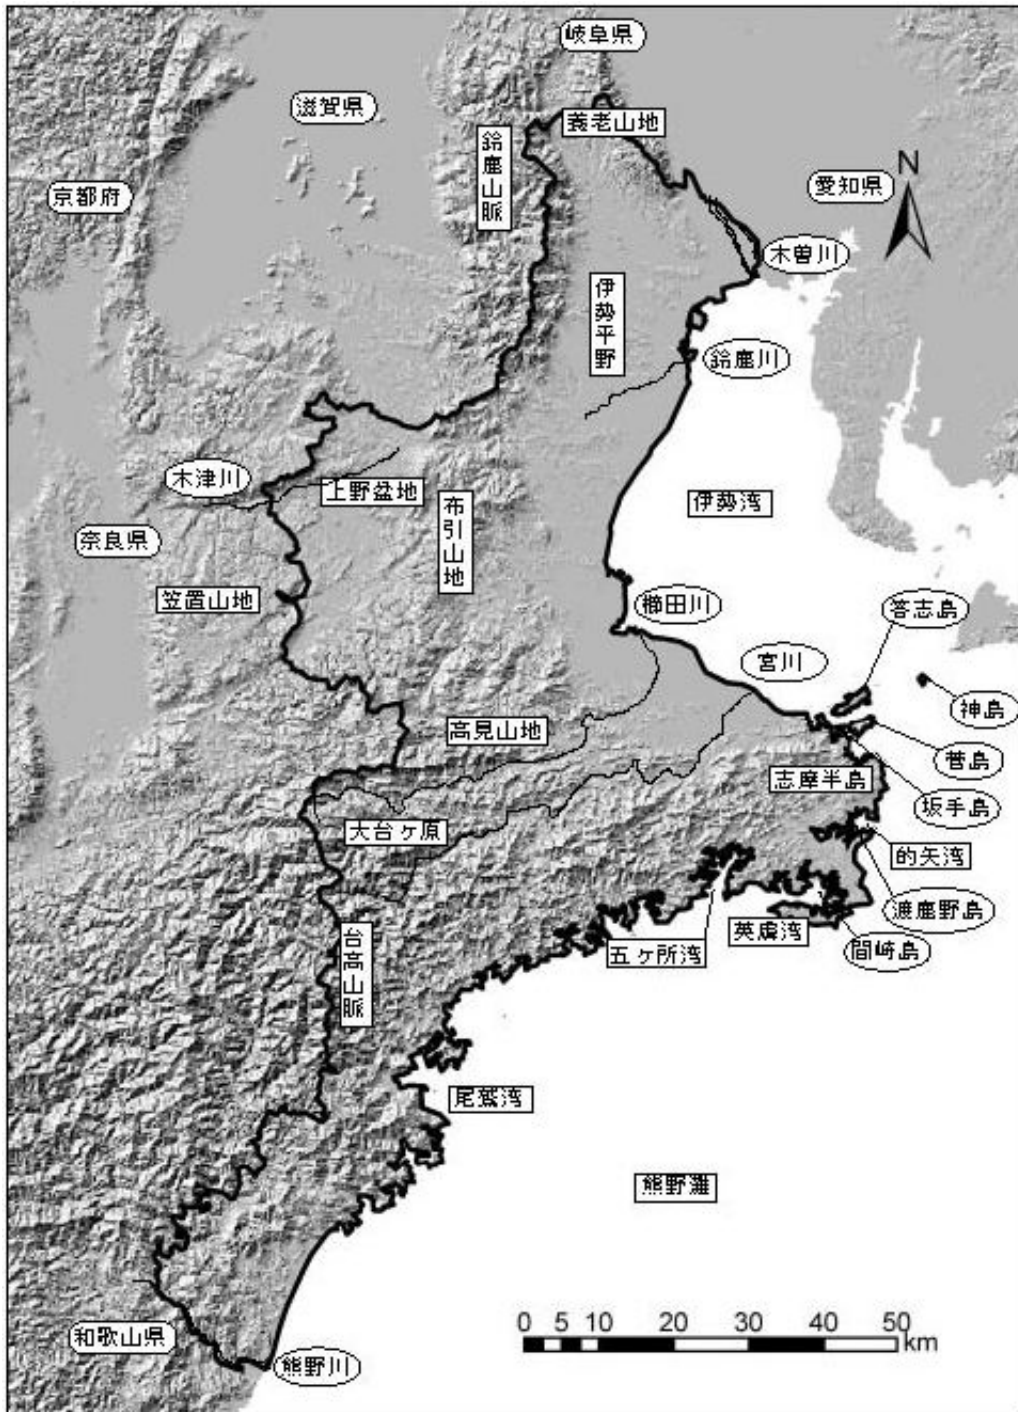 岐阜県
滋賀県
養老山地
鈴鹿山脈
京都府
愛知県
N
木曽川
伊勢平野
鈴鹿川
木津川
上野盆地
伊勢湾
布引山地
奈良県
笠置山地
櫛田川
答志島
宮川
神島
高見山地
菅島
志摩半島
坂手島
大台ヶ原
的矢湾
渡鹿野島
英虞湾
間崎島
五ヶ所湾
台高山脈
尾鷲湾
熊野灘
0 5 10 20 30 40 50
km
和歌山県
熊野川